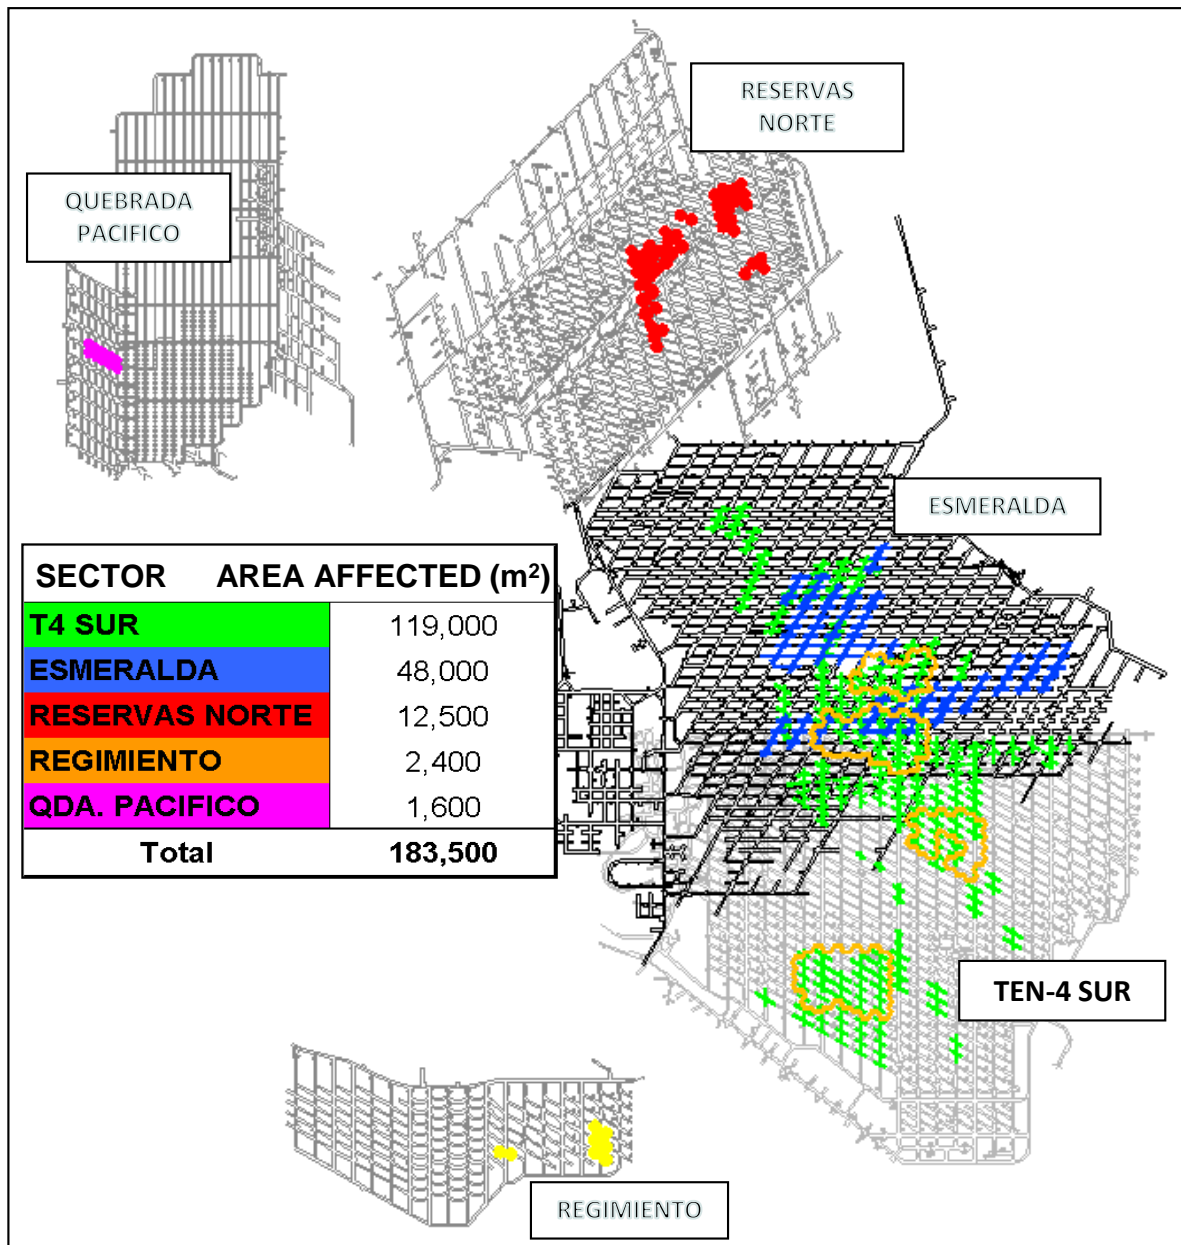 RESERVAS
NORTE
QUEBRADA
PACIFICO
ESMERALDA
SECTOR AREA AFFECTED (m²)
T4 SUR 119,000
ESMERALDA 48,000
RESERVAS NORTE 12,500
REGIMIENTO 2,400
QDA. PACIFICO 1,600
Total 183,500
TEN-4 SUR
REGIMIENTO